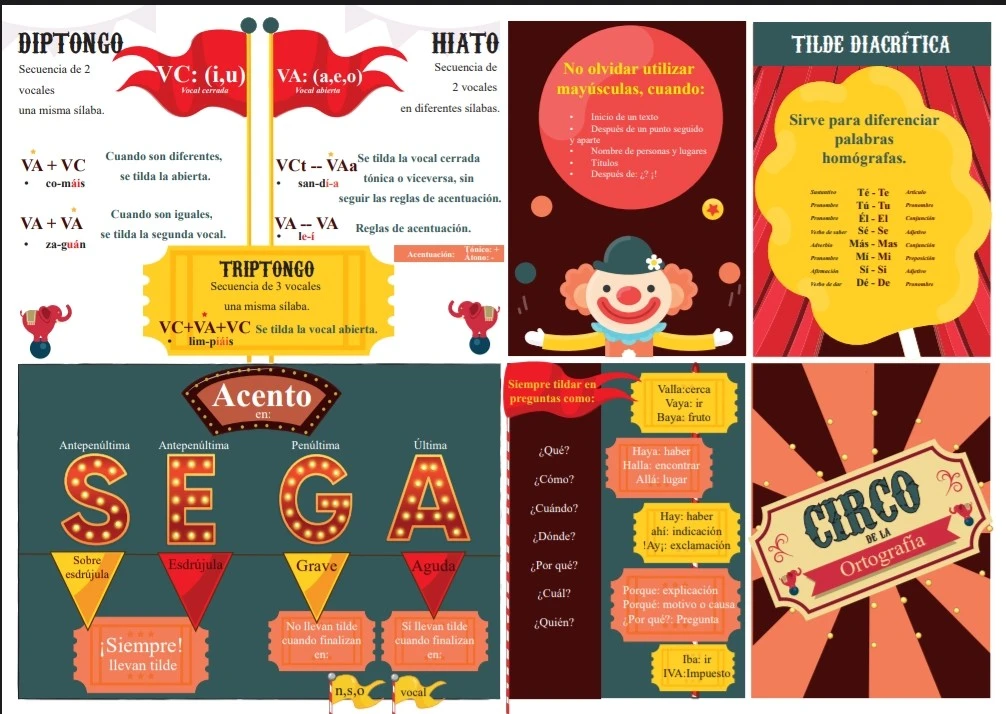 DIPTONGO
Secuencia de 2
vocales
una misma sílaba.
VC: (i,u)
Vocal cerrada
VA: (a,e,o)
Vocal abierta
HIATO
Secuencia de
2 vocales
en diferentes sílabas.
VA + VC
• co-máis
Cuando son diferentes,
se tilda la abierta.
VA + VA
• za-guán
Cuando son iguales,
se tilda la segunda vocal.
VCt -- VAa
• san-dí-a
Se tilda la vocal cerrada
tónica o viceversa, sin
seguir las reglas de acentuación.
VA -- VA
• le-í
Reglas de acentuación.
Acentuación:
Tónico: +
Átono: -
TRIPTONGO
Secuencia de 3 vocales
una misma sílaba.
VC+VA+VC Se tilda la vocal abierta.
• lim-piáis
No olvidar utilizar
mayúsculas, cuando:
• Inicio de un texto
• Después de un punto seguido
y aparte
• Nombre de personas y lugares
• Títulos
• Después de: ¿? ¡!
TILDE DIACRÍTICA
Sirve para diferenciar
palabras
homógrafas.
Sustantivo Té - Te Artículo
Pronombre Tú - Tu Pronombre
Pronombre Él - El Conjunción
Verbo de saber Sé - Se Adjetivo
Adverbio Más - Mas Conjunción
Pronombre Mí - Mi Preposición
Afirmación Sí - Si Adjetivo
Verbo de dar Dé - De Pronombre
Acento
en:
Antepenúltima
Antepenúltima
Penúltima
Última
S E G A
Sobre
esdrújula
Esdrújula
Grave
Aguda
¡Siempre!
llevan tilde
No llevan tilde
cuando finalizan
en:
Sí llevan tilde
cuando finalizan
en:
n,s,o
vocal
Siempre tildar en
preguntas como:
¿Qué?
¿Cómo?
¿Cuándo?
¿Dónde?
¿Por qué?
¿Cuál?
¿Quién?
Valla:cerca
Vaya: ir
Baya: fruto
Haya: haber
Halla: encontrar
Allá: lugar
Hay: haber
ahí: indicación
!Ay¡: exclamación
Porque: explicación
Porqué: motivo o causa
¿Por qué?: Pregunta
Iba: ir
IVA:Impuesto
CIRCO
DE LA
Ortografía